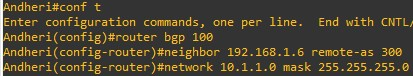 Andheri#conf t
Enter configuration commands, one per line.  End with CNTL/
Andheri(config)#router bgp 100
Andheri(config-router)#neighbor 192.168.1.6 remote-as 300
Andheri(config-router)#network 10.1.1.0 mask 255.255.255.0